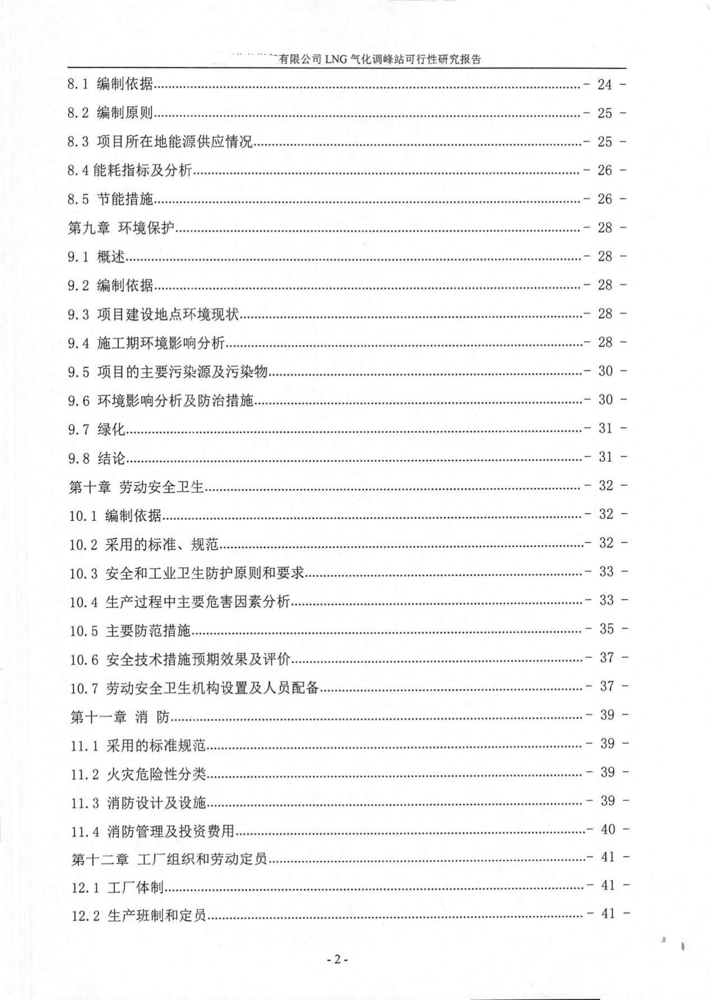 有限公司 LNG 气化调峰站可行性研究报告
8.1 编制依据........................- 24 -
8.2 编制原则........................- 25 -
8.3 项目所在地能源供应情况........................- 25 -
8.4能耗指标及分析........................- 26 -
8.5 节能措施........................- 26 -
第九章 环境保护........................- 28 -
9.1 概述........................- 28 -
9.2 编制依据........................- 28 -
9.3 项目建设地点环境现状........................- 28 -
9.4 施工期环境影响分析........................- 28 -
9.5 项目的主要污染源及污染物........................- 30 -
9.6 环境影响分析及防治措施........................- 30 -
9.7 绿化........................- 31 -
9.8 结论........................- 31 -
第十章 劳动安全卫生........................- 32 -
10.1 编制依据........................- 32 -
10.2 采用的标准、规范........................- 32 -
10.3 安全和工业卫生防护原则和要求........................- 33 -
10.4 生产过程中主要危害因素分析........................- 33 -
10.5 主要防范措施........................- 35 -
10.6 安全技术措施预期效果及评价........................- 37 -
10.7 劳动安全卫生机构设置及人员配备........................- 37 -
第十一章 消 防........................- 39 -
11.1 采用的标准规范........................- 39 -
11.2 火灾危险性分类........................- 39 -
11.3 消防设计及设施........................- 39 -
11.4 消防管理及投资费用........................- 40 -
第十二章 工厂组织和劳动定员........................- 41 -
12.1 工厂体制........................- 41 -
12.2 生产班制和定员........................- 41 -
- 2 -